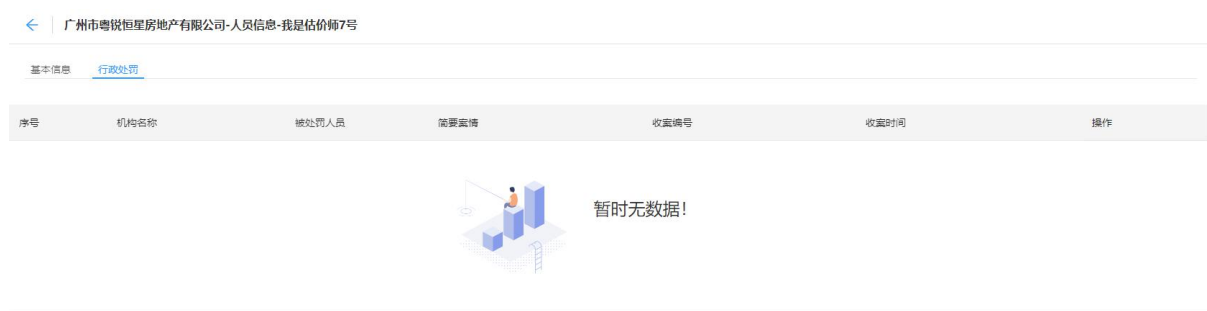 广州市粤锐恒星房地产有限公司-人员信息-我是估价师7号
基本信息 行政处罚
序号 机构名称 被处罚人员 简要案情 收案编号 收案时间 操作
暂时无数据！